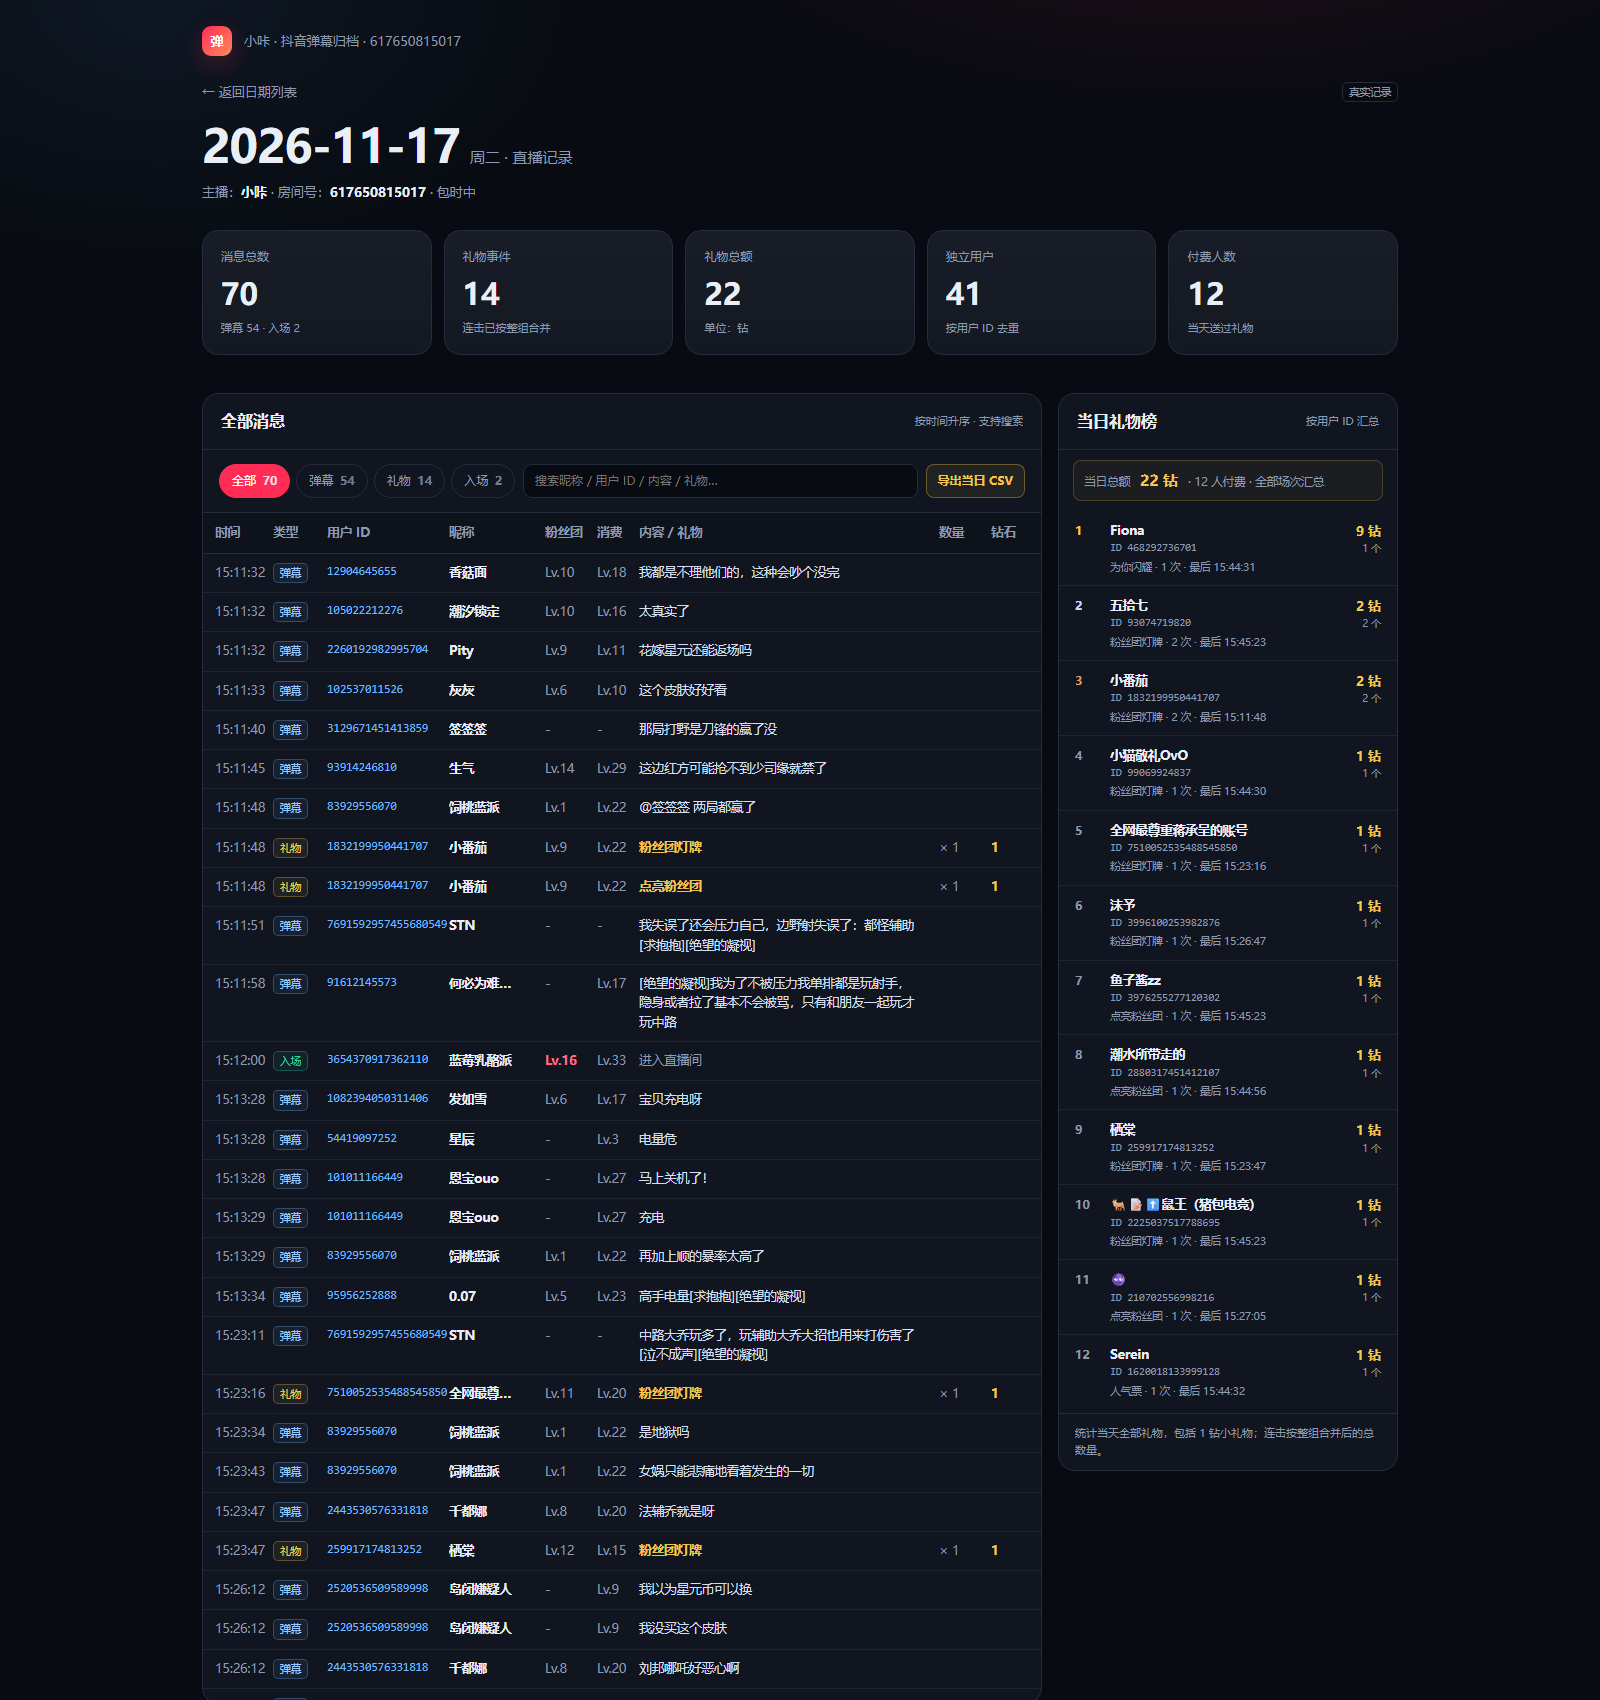 弹 小咔 · 抖音弹幕归档 · 617650815017
← 返回日期列表
真实记录
2026-11-17 周二 · 直播记录
主播：小咔 · 房间号：617650815017 · 包时中
消息总数
70
弹幕 54 · 入场 2
礼物事件
14
连击已按整组合并
礼物总额
22
单位：钻
独立用户
41
按用户 ID 去重
付费人数
12
当天送过礼物
全部消息
按时间升序 · 支持搜索
全部 70 弹幕 54 礼物 14 入场 2 搜索昵称 / 用户 ID / 内容 / 礼物... 导出当日 CSV
时间 类型 用户 ID 昵称 粉丝团 消费 内容 / 礼物 数量 钻石
15:11:32 弹幕 12904645655 香菇面 Lv.10 Lv.18 我都是不理他们的，这种会吵个没完
15:11:32 弹幕 105022212276 潮汐锁定 Lv.10 Lv.16 太真实了
15:11:32 弹幕 2260192982995704 Pity Lv.9 Lv.11 花嫁星元还能返场吗
15:11:33 弹幕 102537011526 灰灰 Lv.6 Lv.10 这个皮肤好好看
15:11:40 弹幕 3129671451413859 签签签 - - 那局打野是刀锋的赢了没
15:11:45 弹幕 93914246810 生气 Lv.14 Lv.29 这边红方可能抢不到少司缘就禁了
15:11:48 弹幕 83929556070 饲桃蓝派 Lv.1 Lv.22 @签签签 两局都赢了
15:11:48 礼物 1832199950441707 小番茄 Lv.9 Lv.22 粉丝团灯牌 × 1 1
15:11:48 礼物 1832199950441707 小番茄 Lv.9 Lv.22 点亮粉丝团 × 1 1
15:11:51 弹幕 7691592957455680549 STN - - 我失误了还会压力自己，边野射失误了：都怪辅助
[求抱抱][绝望的凝视]
15:11:58 弹幕 91612145573 何必为难... - Lv.17 [绝望的凝视]我为了不被压力我单排都是玩射手，
隐身或者拉了基本不会被骂，只有和朋友一起玩才
玩中路
15:12:00 入场 3654370917362110 蓝莓乳酪派 Lv.16 Lv.33 进入直播间
15:13:28 弹幕 1082394050311406 发如雪 Lv.6 Lv.17 宝贝充电呀
15:13:28 弹幕 54419097252 星辰 - Lv.3 电量危
15:13:28 弹幕 101011166449 恩宝ouo - Lv.27 马上关机了！
15:13:29 弹幕 101011166449 恩宝ouo - Lv.27 充电
15:13:29 弹幕 83929556070 饲桃蓝派 Lv.1 Lv.22 再加上顺的暴率太高了
15:13:34 弹幕 95956252888 0.07 Lv.5 Lv.23 高手电量[求抱抱][绝望的凝视]
15:23:11 弹幕 7691592957455680549 STN - - 中路大乔玩多了，玩辅助大乔大招也用来打伤害了
[泣不成声][绝望的凝视]
15:23:16 礼物 7510052535488545850 全网最尊... Lv.11 Lv.20 粉丝团灯牌 × 1 1
15:23:34 弹幕 83929556070 饲桃蓝派 Lv.1 Lv.22 是地狱吗
15:23:43 弹幕 83929556070 饲桃蓝派 Lv.1 Lv.22 女娲只能悲痛地看着发生的一切
15:23:47 弹幕 2443530576331818 千都娜 Lv.8 Lv.20 法辅乔就是呀
15:23:47 礼物 259917174813252 栖棠 Lv.12 Lv.15 粉丝团灯牌 × 1 1
15:26:12 弹幕 2520536509589998 岛闭嫌疑人 - Lv.9 我以为星元币可以换
15:26:12 弹幕 2520536509589998 岛闭嫌疑人 - Lv.9 我没买这个皮肤
15:26:12 弹幕 2443530576331818 千都娜 Lv.8 Lv.20 刘邦哪吒好恶心啊
当日礼物榜
按用户 ID 汇总
当日总额 22 钻 · 12 人付费 · 全部场次汇总
1 Fiona 9 钻
ID 468292736701 1 个
为你闪耀 · 1 次 · 最后 15:44:31
2 五拾七 2 钻
ID 93074719820 2 个
粉丝团灯牌 · 2 次 · 最后 15:45:23
3 小番茄 2 钻
ID 1832199950441707 2 个
粉丝团灯牌 · 2 次 · 最后 15:11:48
4 小猫敬礼OvO 1 钻
ID 99069924837 1 个
粉丝团灯牌 · 1 次 · 最后 15:44:30
5 全网最尊重蒋承呈的账号 1 钻
ID 7510052535488545850 1 个
粉丝团灯牌 · 1 次 · 最后 15:23:16
6 沫予 1 钻
ID 3996100253982876 1 个
粉丝团灯牌 · 1 次 · 最后 15:26:47
7 鱼子酱zz 1 钻
ID 3976255277120302 1 个
点亮粉丝团 · 1 次 · 最后 15:45:23
8 潮水所带走的 1 钻
ID 2880317451412107 1 个
点亮粉丝团 · 1 次 · 最后 15:44:56
9 栖棠 1 钻
ID 259917174813252 1 个
粉丝团灯牌 · 1 次 · 最后 15:23:47
10 鼠王（猪包电竞） 1 钻
ID 2225037517788695 1 个
粉丝团灯牌 · 1 次 · 最后 15:45:23
11 1 钻
ID 210702556998216 1 个
点亮粉丝团 · 1 次 · 最后 15:27:05
12 Serein 1 钻
ID 1620018133999128 1 个
人气票 · 1 次 · 最后 15:44:32
统计当天全部礼物，包括 1 钻小礼物；连击按整组合并后的总
数量。